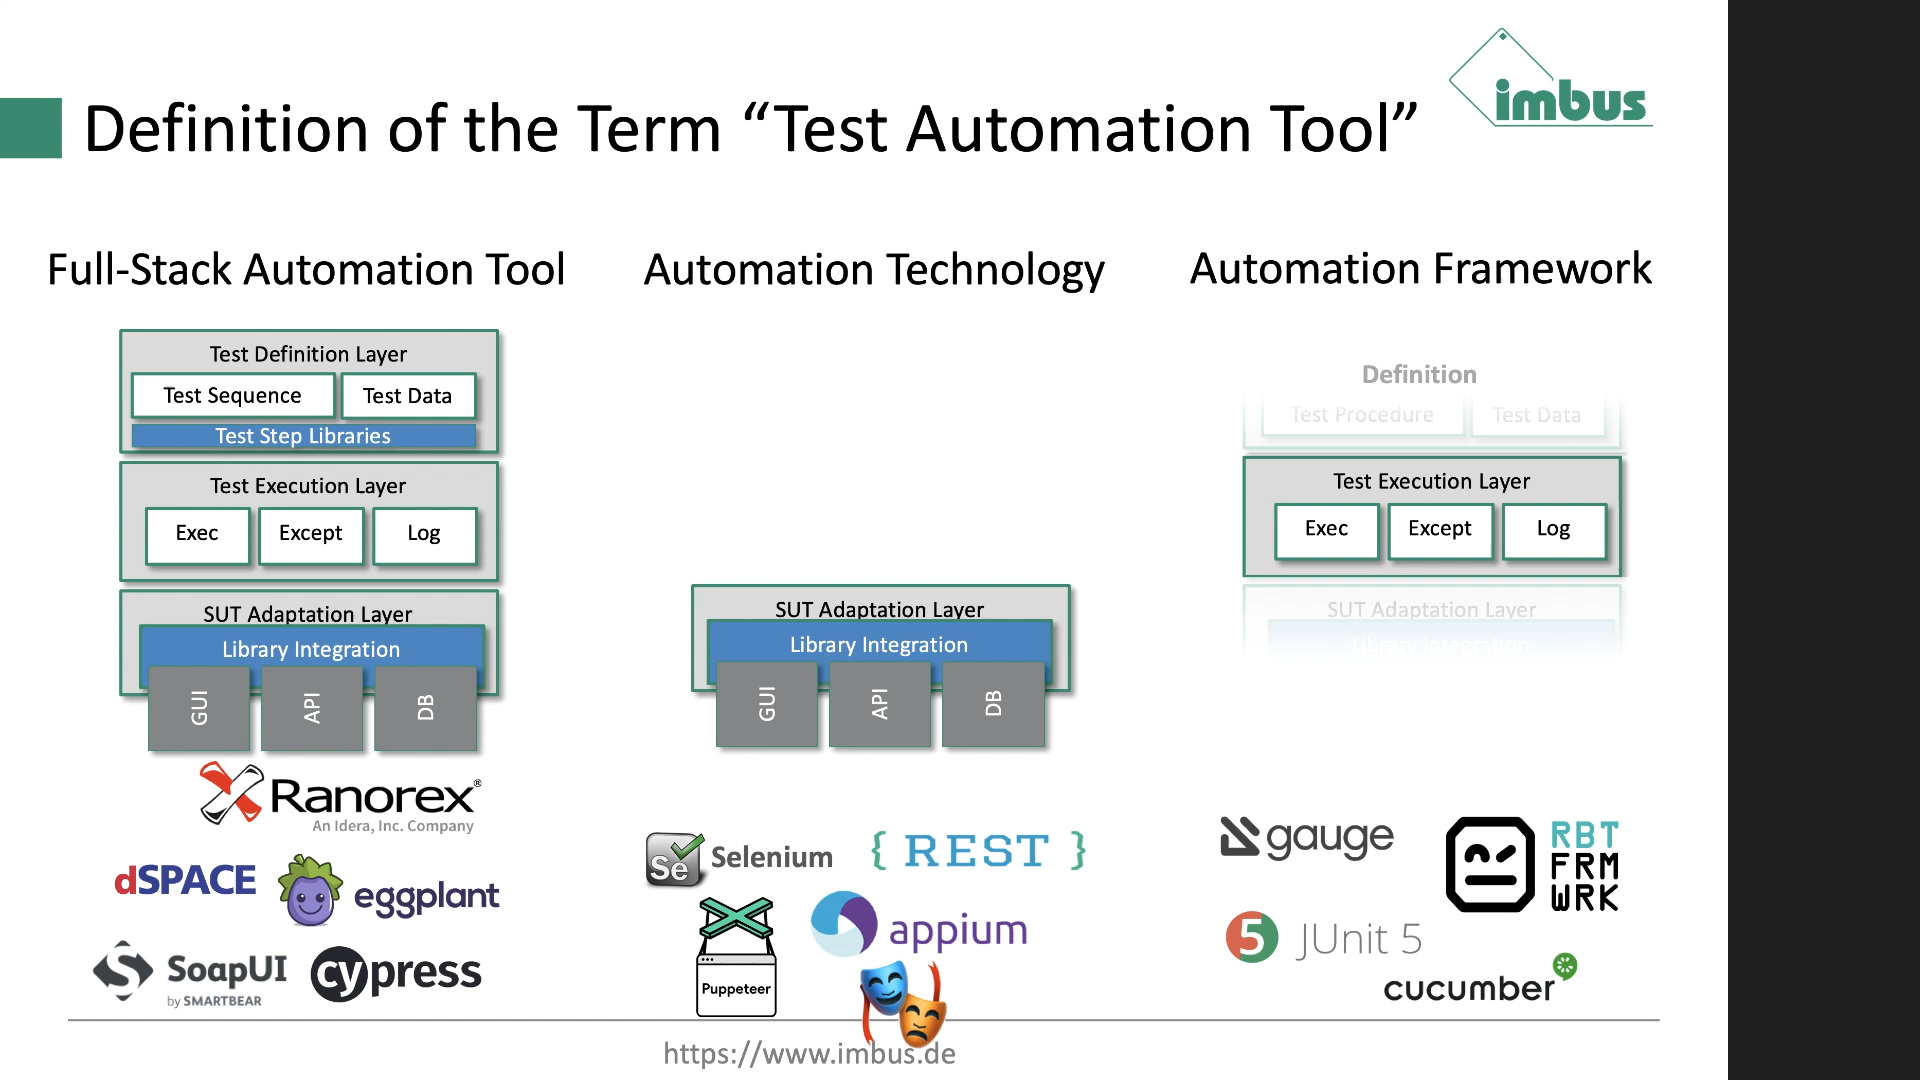 imbus
Definition of the Term “Test Automation Tool”
Full-Stack Automation Tool
Test Definition Layer
Test Sequence
Test Data
Test Step Libraries
Test Execution Layer
Exec
Except
Log
SUT Adaptation Layer
Library Integration
GUI
API
DB
Ranorex®
An Idera, Inc. Company
dSPACE
eggplant
SoapUI
by SMARTBEAR
cypress
Automation Technology
SUT Adaptation Layer
Library Integration
GUI
API
DB
Se Selenium
{ REST }
Puppeteer
appium
Automation Framework
Definition
Test Procedure
Test Data
Test Execution Layer
Exec
Except
Log
SUT Adaptation Layer
Library Integration
gauge
RBT
FRM
WRK
5 JUnit 5
cucumber
https://www.imbus.de